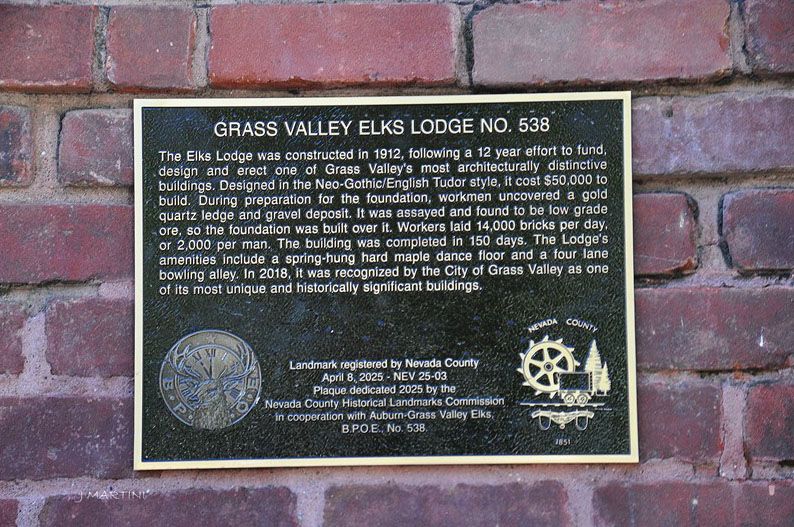 GRASS VALLEY ELKS LODGE NO. 538
The Elks Lodge was constructed in 1912, following a 12 year effort to fund,
design and erect one of Grass Valley's most architecturally distinctive
buildings. Designed in the Neo-Gothic/English Tudor style, it cost $50,000 to
build. During preparation for the foundation, workmen uncovered a gold
quartz ledge and gravel deposit. It was assayed and found to be low grade
ore, so the foundation was built over it. Workers laid 14,000 bricks per day,
or 2,000 per man. The building was completed in 150 days. The Lodge's
amenities include a spring-hung hard maple dance floor and a four lane
bowling alley. In 2018, it was recognized by the City of Grass Valley as one
of its most unique and historically significant buildings.
Landmark registered by Nevada County
April 8, 2025 - NEV 25-03
Plaque dedicated 2025 by the
Nevada County Historical Landmarks Commission
in cooperation with Auburn-Grass Valley Elks,
B.P.O.E., No. 538.
B P O E
NEVADA COUNTY
1851
J MARTINI